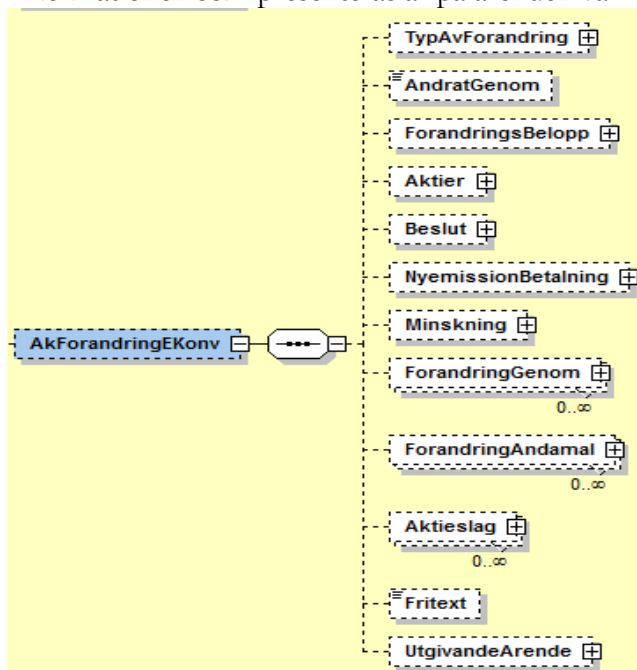 TypAvForandring
AndratGenom
ForandringsBelopp
Aktier
Beslut
NyemissionBetalning
AkForandringEKonv
Minskning
ForandringGenom
0..∞
ForandringAndamal
0..∞
Aktieslag
0..∞
Fritext
UtgivandeArende